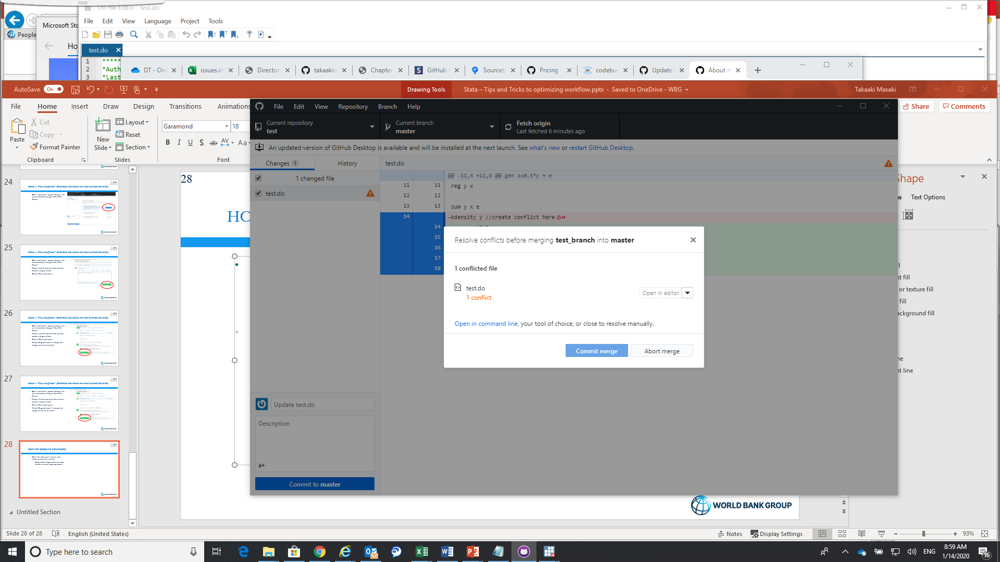 Do-file Editor - test.do
File Edit View Language Project Tools
Microsoft Sto
People
Ho
test.do
1 *****
2 *Auth
3 *Last
DT - One
issues.xls
Directory
takaakim
Chapter
GitHub
Sourcetr
Pricing
codebur
Update
About m
AutoSave On
Drawing Tools
Stata – Tips and Tricks to optimizing workflow.pptx - Saved to OneDrive - WBG
Takaaki Masaki
File Home Insert Draw Design Transitions Animations
Share
Comments
Paste
Cut
Copy
Format Painter
Clipboard
New Slide
Layout
Reset
Section
Slides
Garamond 18
B I U S ab AV Aa
Font
File Edit View Repository Branch Help
Current repository
test
Current branch
master
Fetch origin
Last fetched 6 minutes ago
An updated version of GitHub Desktop is available and will be installed at the next launch. See what's new or restart GitHub Desktop.
Changes 1
History
test.do
1 changed file
test.do
@@ -11,4 +11,8 @@ gen x=0.5*y + e
11 11 reg y x
12 12
13 13 sum y x e
14 -kdensity y //create conflict here
14
15
16
17
18
Resolve conflicts before merging test_branch into master
1 conflicted file
test.do
1 conflict
Open in editor
Open in command line, your tool of choice, or close to resolve manually.
Commit merge
Abort merge
Update test.do
Description
Commit to master
24
25
26
27
28
HOW TO RESOLVE CONFLICTS
Untitled Section
28
HO
WORLD BANK GROUP
Shape
Text Options
fill
or texture fill
fill
ackground fill
ne
line
Slide 28 of 28
English (United States)
Notes
Display Settings
93%
Type here to search
ENG
8:59 AM
1/14/2020
16